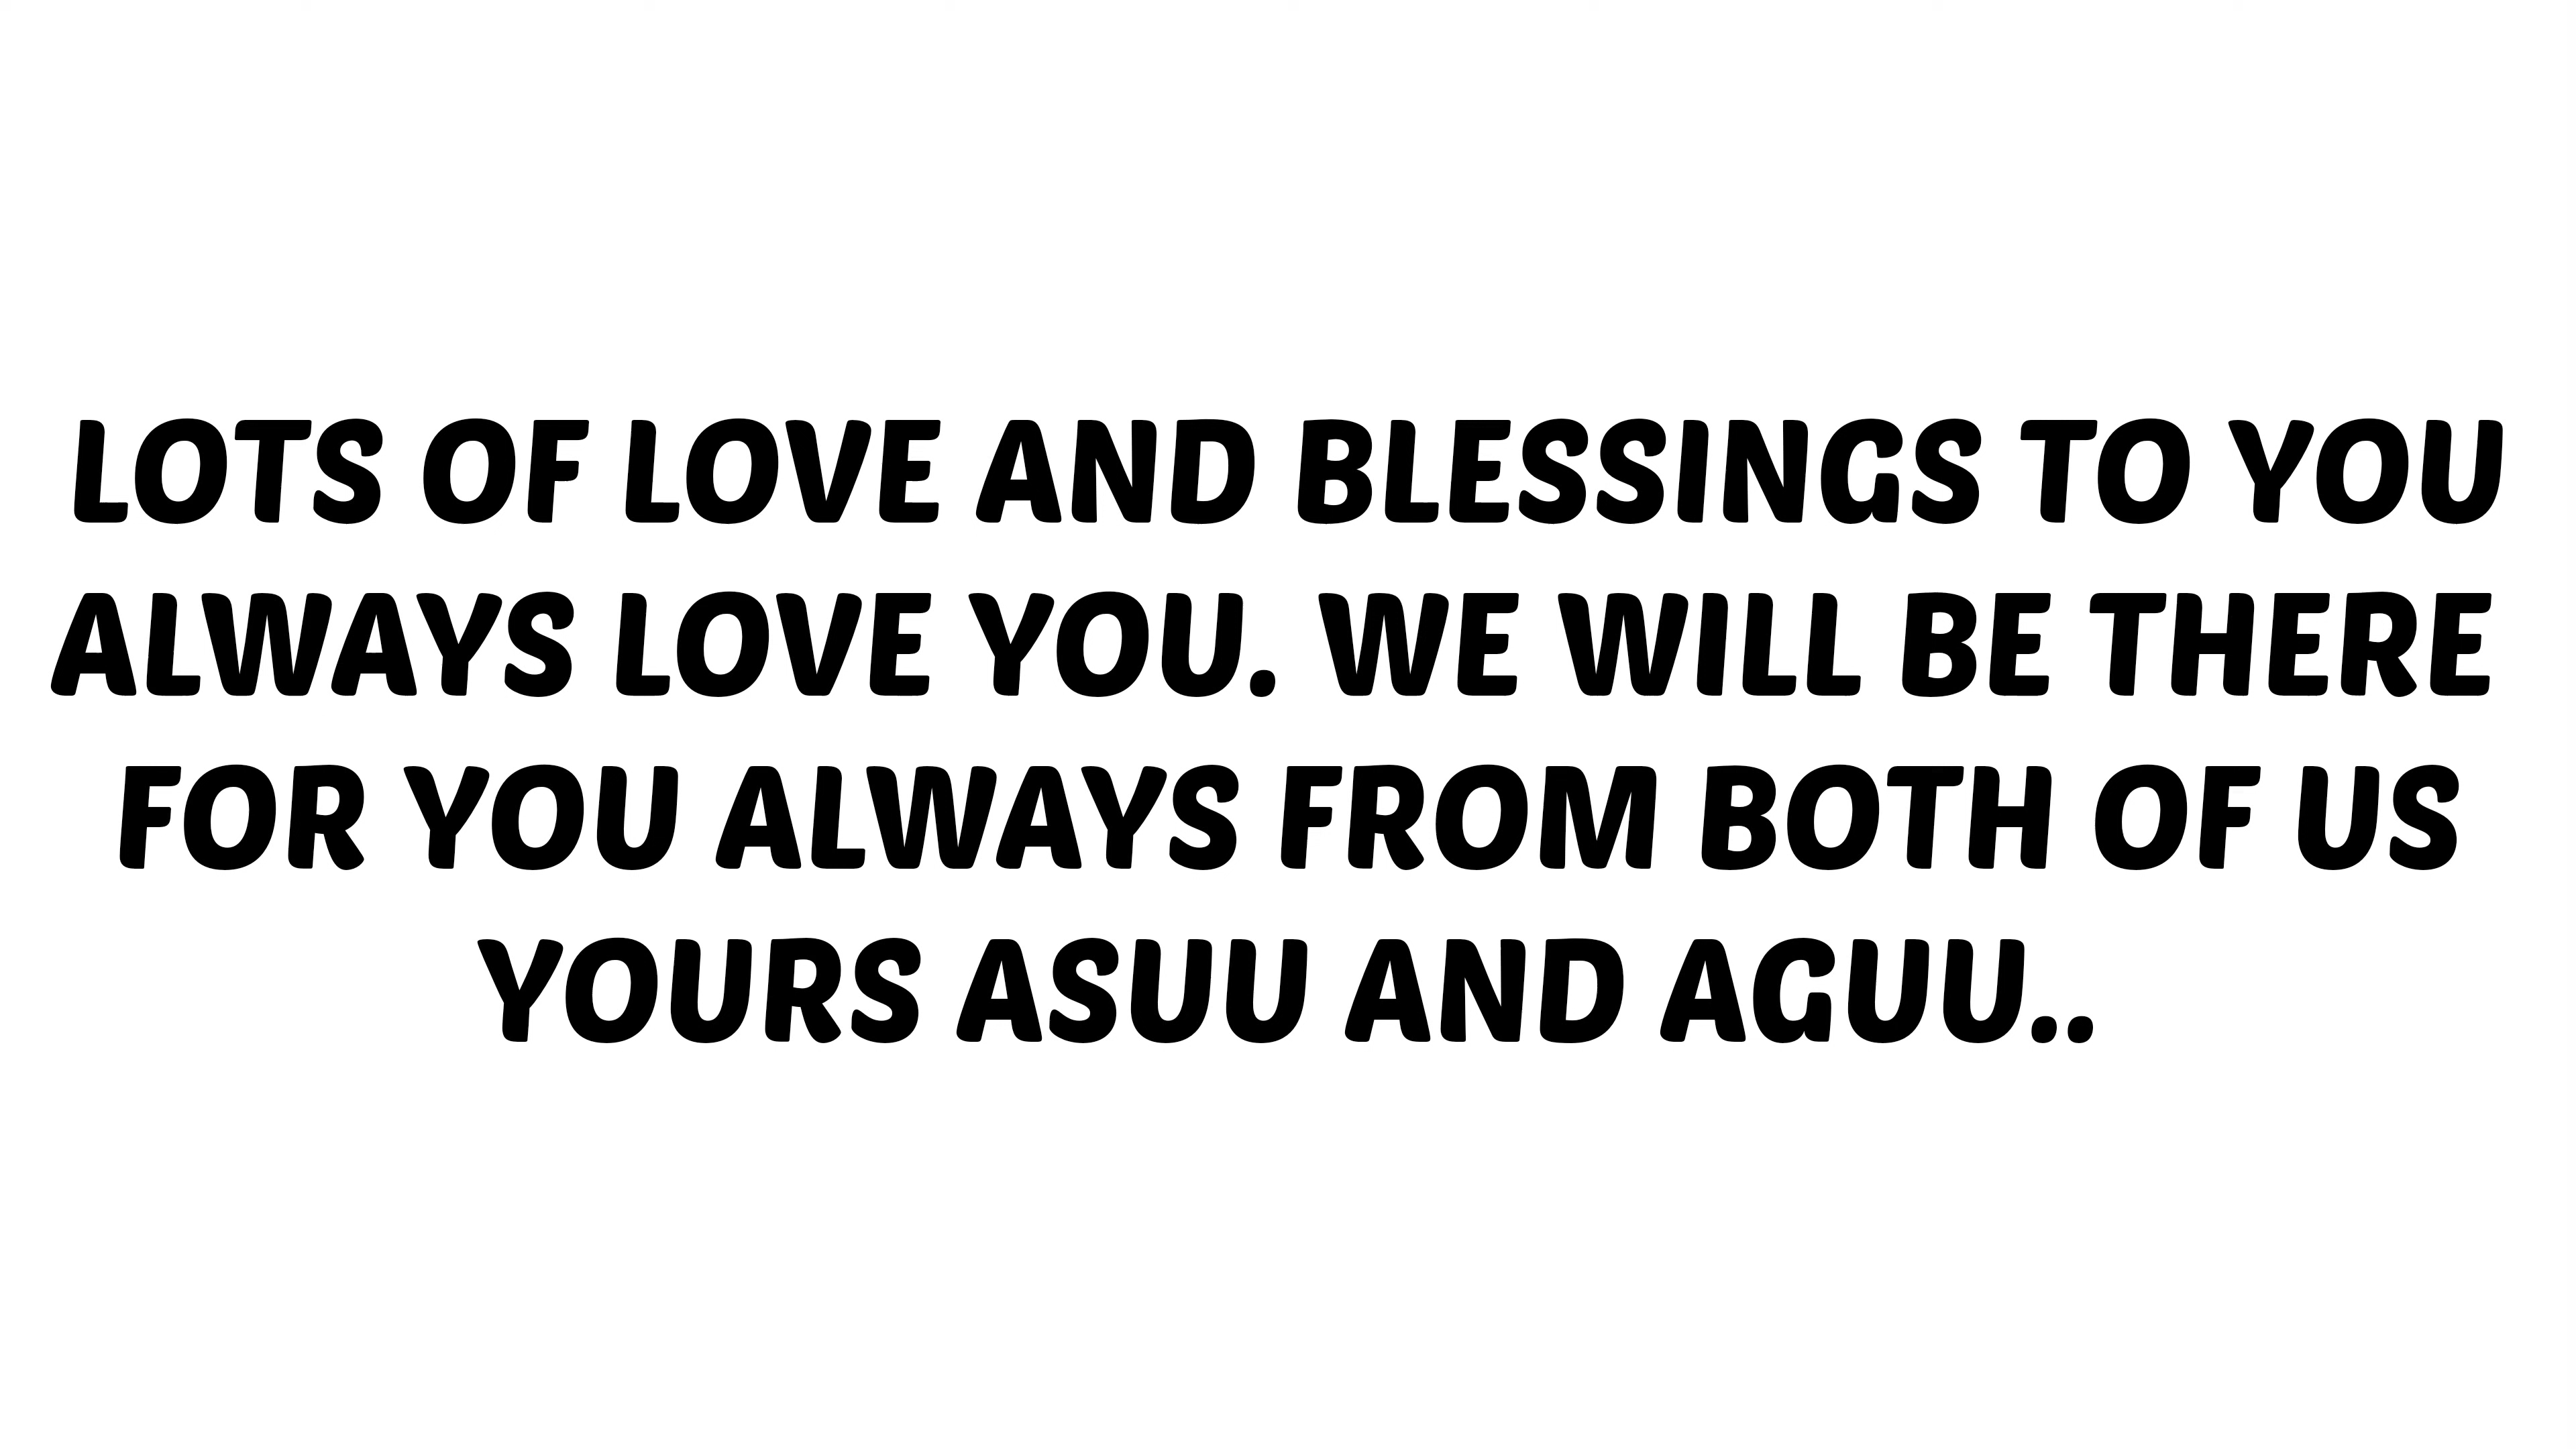 LOTS OF LOVE AND BLESSINGS TO YOU
ALWAYS LOVE YOU. WE WILL BE THERE
FOR YOU ALWAYS FROM BOTH OF US
YOURS ASUU AND AGUU..